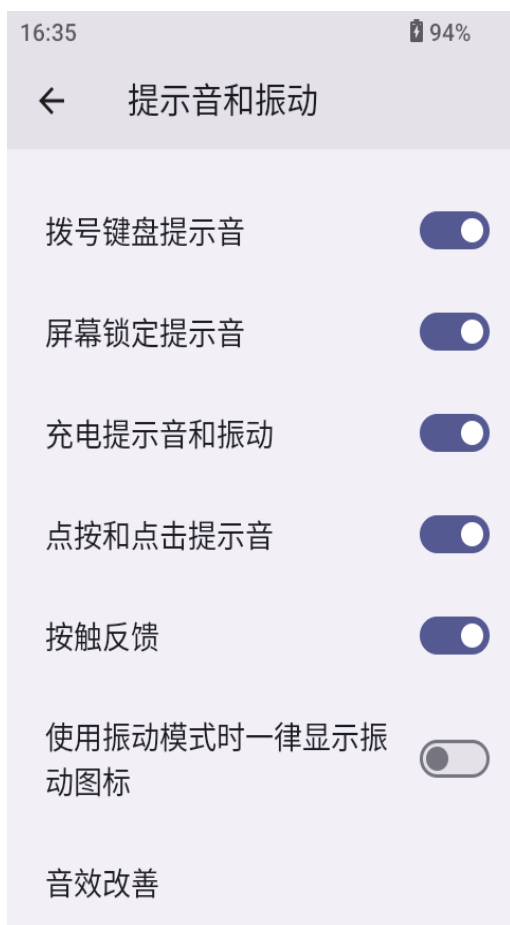 16:35 94%
提示音和振动
拨号键盘提示音
屏幕锁定提示音
充电提示音和振动
点按和点击提示音
按触反馈
使用振动模式时一律显示振
动图标
音效改善